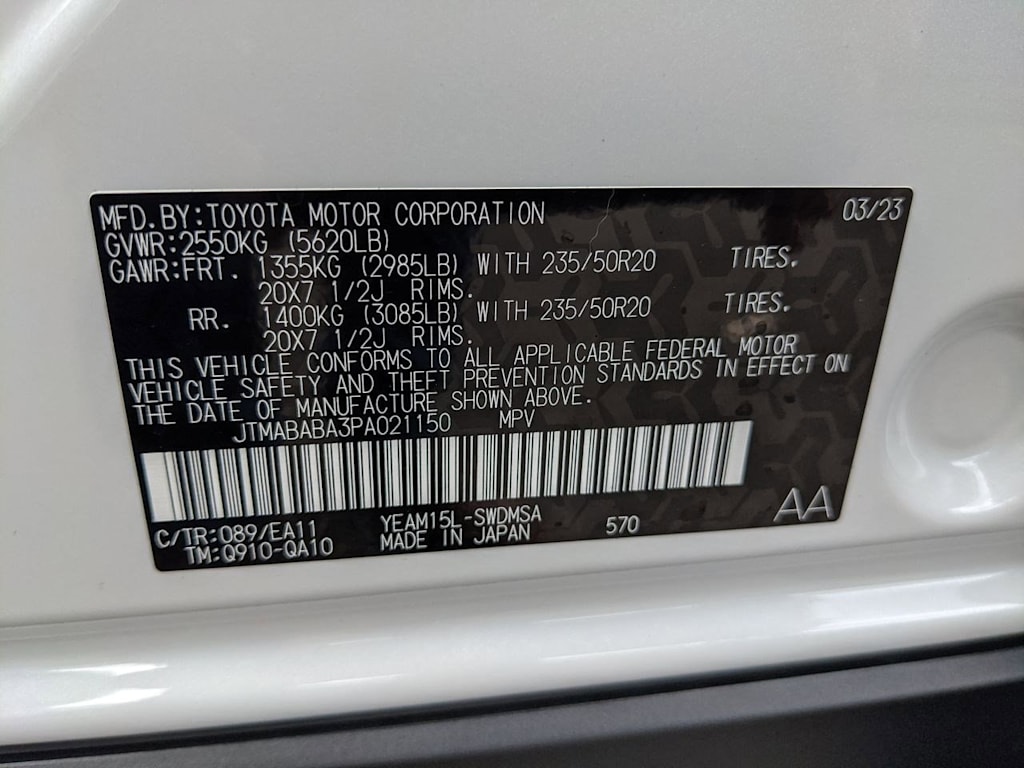 MFD.BY:TOYOTA MOTOR CORPORATION 03/23
GVWR:2550KG (5620LB)
GAWR:FRT. 1355KG (2985LB) WITH 235/50R20 TIRES.
20X7 1/2J RIMS.
RR. 1400KG (3085LB) WITH 235/50R20 TIRES.
20X7 1/2J RIMS.
THIS VEHICLE CONFORMS TO ALL APPLICABLE FEDERAL MOTOR
VEHICLE SAFETY AND THEFT PREVENTION STANDARDS IN EFFECT ON
THE DATE OF MANUFACTURE SHOWN ABOVE.
JTMABABA3PA021150 MPV
C/TR:089/EA11 YEAM15L-SWDMSA 570 AA
TM:Q910-QA10 MADE IN JAPAN